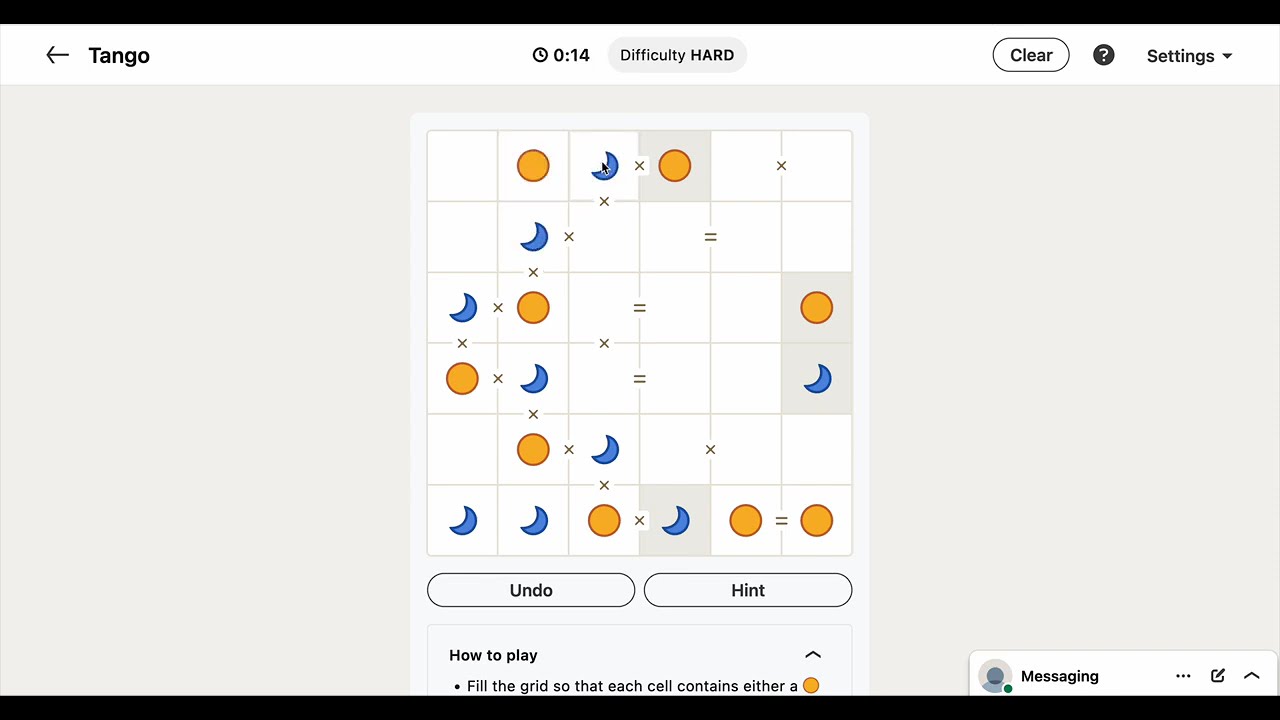 Tango
0:14
Difficulty HARD
Clear
?
Settings
× ×
×
× =
×
× =
× ×
× =
×
× ×
×
× =
Undo
Hint
How to play
• Fill the grid so that each cell contains either a
Messaging